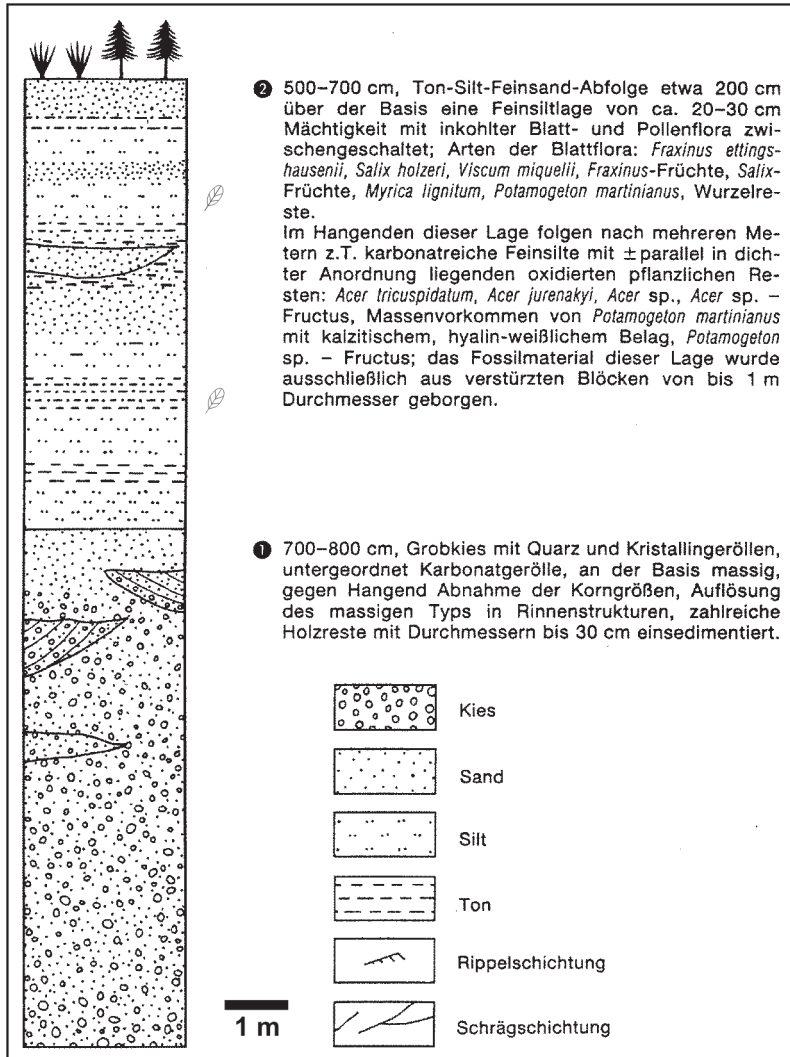 ❷ 500–700 cm, Ton-Silt-Feinsand-Abfolge etwa 200 cm
über der Basis eine Feinsiltlage von ca. 20–30 cm
Mächtigkeit mit inkohlter Blatt- und Pollenflora zwi-
schengeschaltet; Arten der Blattflora: Fraxinus ettings-
hausenii, Salix holzeri, Viscum miquelii, Fraxinus-Früchte, Salix-
Früchte, Myrica lignitum, Potamogeton martinianus, Wurzelre-
ste.
Im Hangenden dieser Lage folgen nach mehreren Me-
tern z.T. karbonatreiche Feinsilte mit ± parallel in dich-
ter Anordnung liegenden oxidierten pflanzlichen Re-
sten: Acer tricuspidatum, Acer jurenakyi, Acer sp., Acer sp. –
Fructus, Massenvorkommen von Potamogeton martinianus
mit kalzitischem, hyalin-weißlichem Belag, Potamogeton
sp. – Fructus; das Fossilmaterial dieser Lage wurde
ausschließlich aus verstürzten Blöcken von bis 1 m
Durchmesser geborgen.
❶ 700–800 cm, Grobkies mit Quarz und Kristallingeröllen,
untergeordnet Karbonatgerölle, an der Basis massig,
gegen Hangend Abnahme der Korngrößen, Auflösung
des massigen Typs in Rinnenstrukturen, zahlreiche
Holzreste mit Durchmessern bis 30 cm einsedimentiert.
Kies
Sand
Silt
Ton
Rippelschichtung
Schrägschichtung
1 m